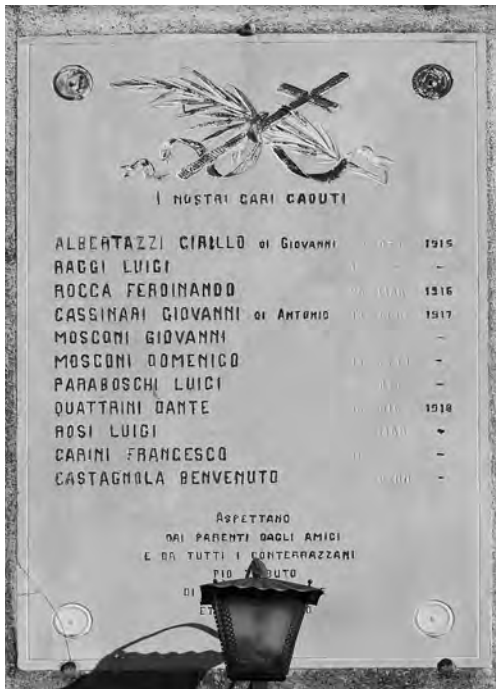 I NOSTRI CARI CADUTI
ALBERTAZZI CIRILLO DI GIOVANNI 1915
RAGGI LUIGI -
ROCCA FERDINANDO 1916
CASSINARI GIOVANNI DI ANTONIO 1917
MOSCONI GIOVANNI -
MOSCONI DOMENICO -
PARABOSCHI LUIGI -
QUATTRINI DANTE 1918
ROSI LUIGI -
CARINI FRANCESCO -
CASTAGNOLA BENVENUTO -
ASPETTANO
DAI PARENTI DAGLI AMICI
E DA TUTTI I CONTERRAZZANI
PIO
DI